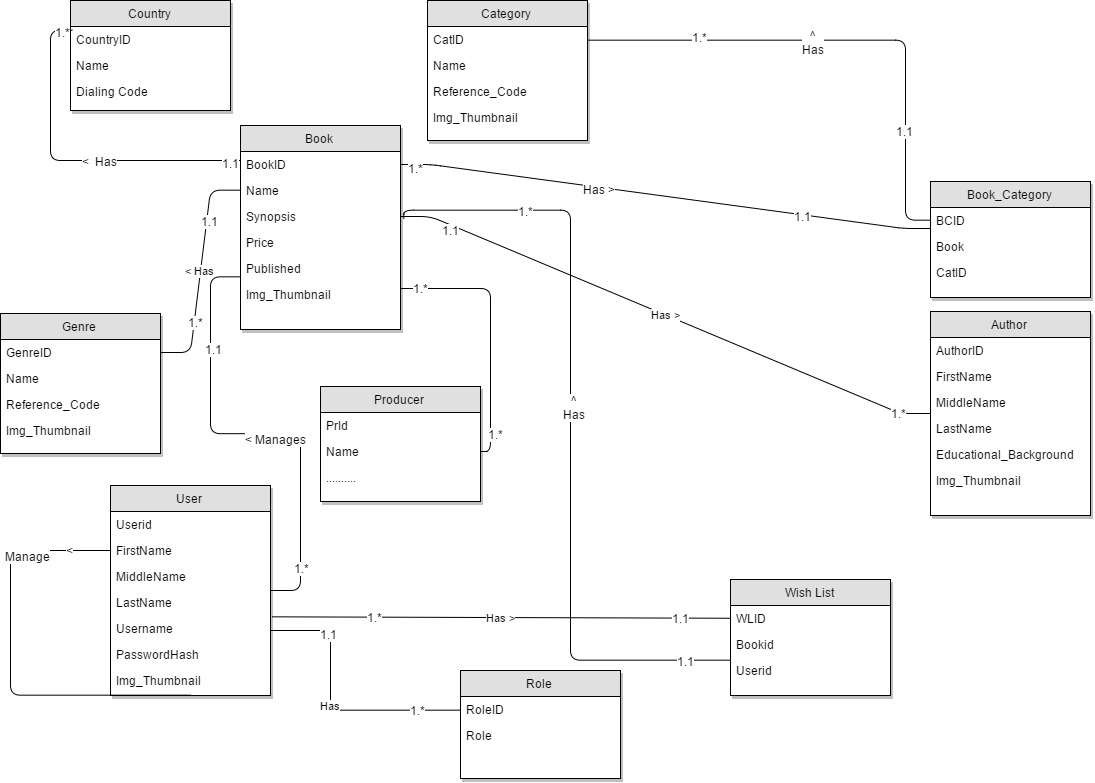 Country
CountryID
Name
Dialing Code
1.*
< Has
1.1
Category
CatID
Name
Reference_Code
Img_Thumbnail
1.*
^
Has
1.1
Book
BookID
Name
Synopsis
Price
Published
Img_Thumbnail
1.*
Has >
1.1
Book_Category
BCID
Book
CatID
1.1
< Has
1.*
1.*
^
Has
1.1
1.1
Has >
1.*
Author
AuthorID
FirstName
MiddleName
LastName
Educational_Background
Img_Thumbnail
Genre
GenreID
Name
Reference_Code
Img_Thumbnail
1.*
1.*
Producer
PrId
Name
..........
1.1
< Manages
1.*
User
Userid
FirstName
MiddleName
LastName
Username
PasswordHash
Img_Thumbnail
<
Manage
1.*
Has >
1.1
Wish List
WLID
Bookid
Userid
1.1
Has
1.*
Role
RoleID
Role